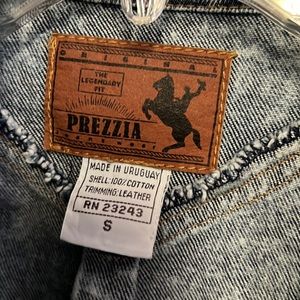 ORIGINAL
THE
LEGENDARY
FIT
PREZZIA
MADE IN URUGUAY
SHELL:100% COTTON
TRIMMING:LEATHER
RN 23243
S